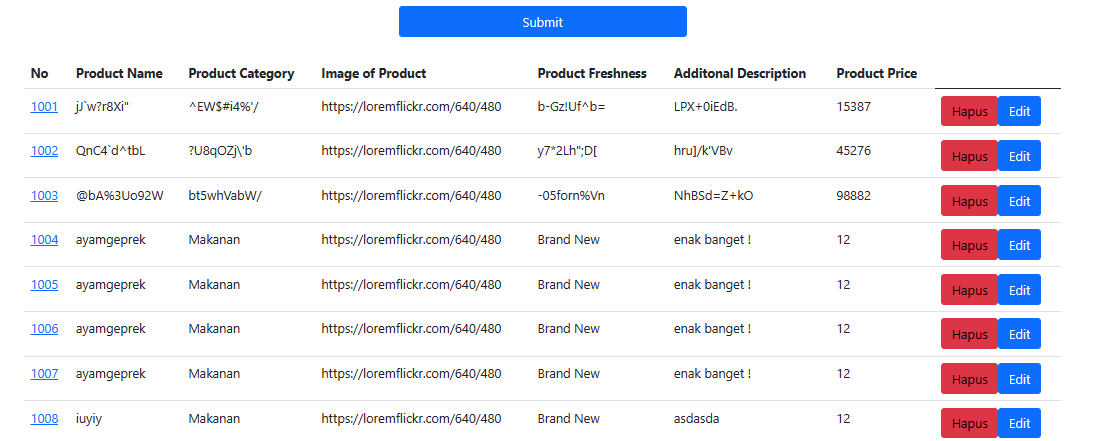 Submit
No Product Name Product Category Image of Product Product Freshness Additonal Description Product Price
1001 jJ`w?r8Xi" ^EW$#i4%'/ https://loremflickr.com/640/480 b-Gz!Uf^b= LPX+0iEdB. 15387 Hapus Edit
1002 QnC4`d^tbL ?U8qOZj\'b https://loremflickr.com/640/480 y7*2Lh";D[ hru]/k'VBv 45276 Hapus Edit
1003 @bA%3Uo92W bt5whVabW/ https://loremflickr.com/640/480 -05forn%Vn NhBSd=Z+kO 98882 Hapus Edit
1004 ayamgeprek Makanan https://loremflickr.com/640/480 Brand New enak banget ! 12 Hapus Edit
1005 ayamgeprek Makanan https://loremflickr.com/640/480 Brand New enak banget ! 12 Hapus Edit
1006 ayamgeprek Makanan https://loremflickr.com/640/480 Brand New enak banget ! 12 Hapus Edit
1007 ayamgeprek Makanan https://loremflickr.com/640/480 Brand New enak banget ! 12 Hapus Edit
1008 iuyiy Makanan https://loremflickr.com/640/480 Brand New asdasda 12 Hapus Edit